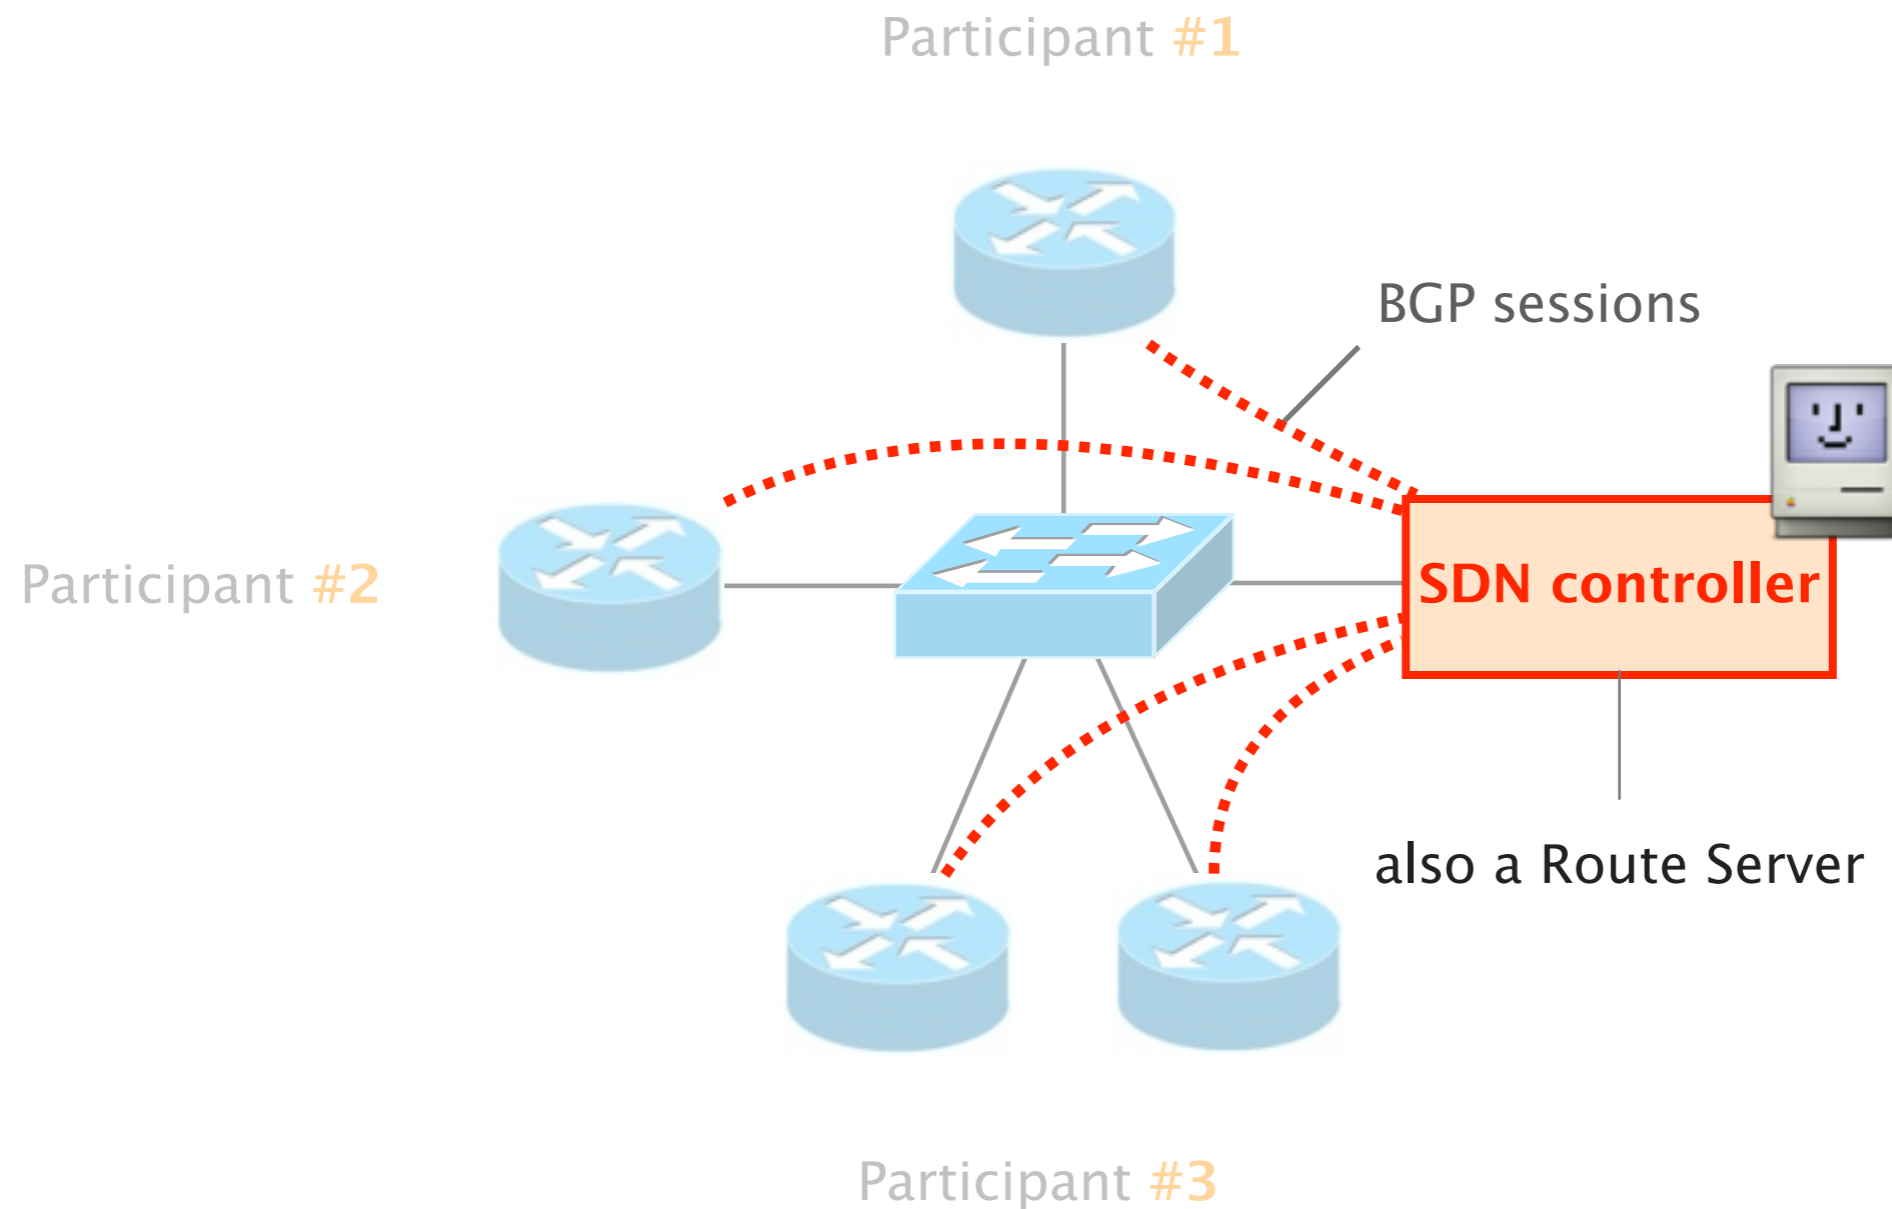 Participant #1
BGP sessions
Participant #2
SDN controller
also a Route Server
Participant #3